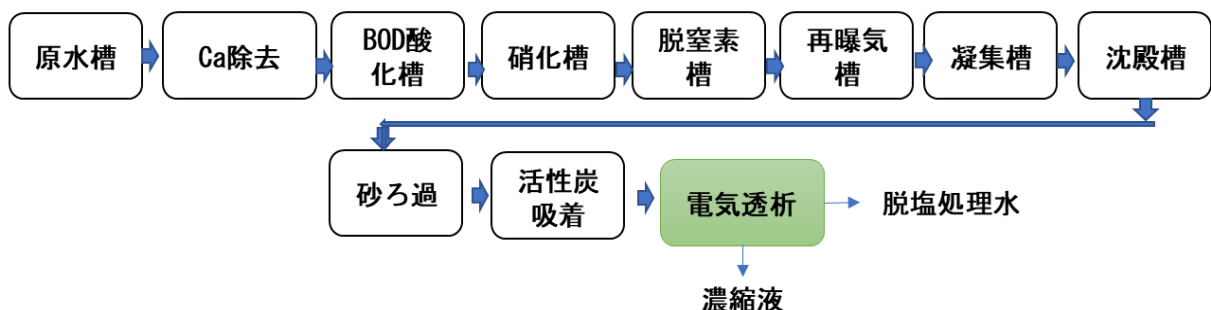 原水槽
Ca除去
BOD酸
化槽
硝化槽
脱窒素
槽
再曝気
槽
凝集槽
沈殿槽
砂ろ過
活性炭
吸着
電気透析
脱塩処理水
濃縮液